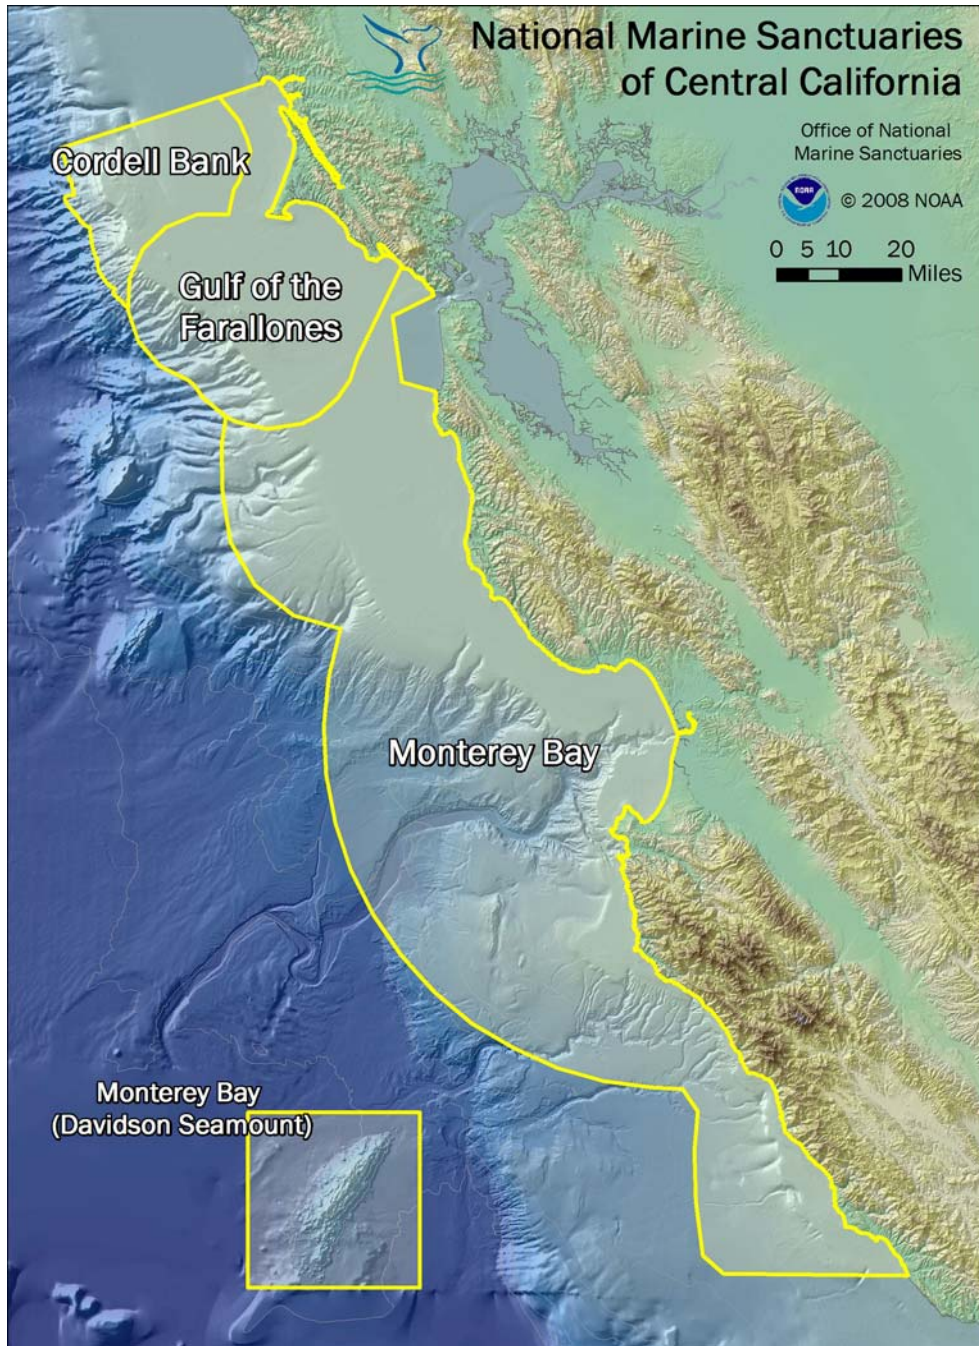 National Marine Sanctuaries
of Central California
Office of National
Marine Sanctuaries
NOAA
© 2008 NOAA
0 5 10 20
Miles
Cordell Bank
Gulf of the
Farallones
Monterey Bay
Monterey Bay
(Davidson Seamount)